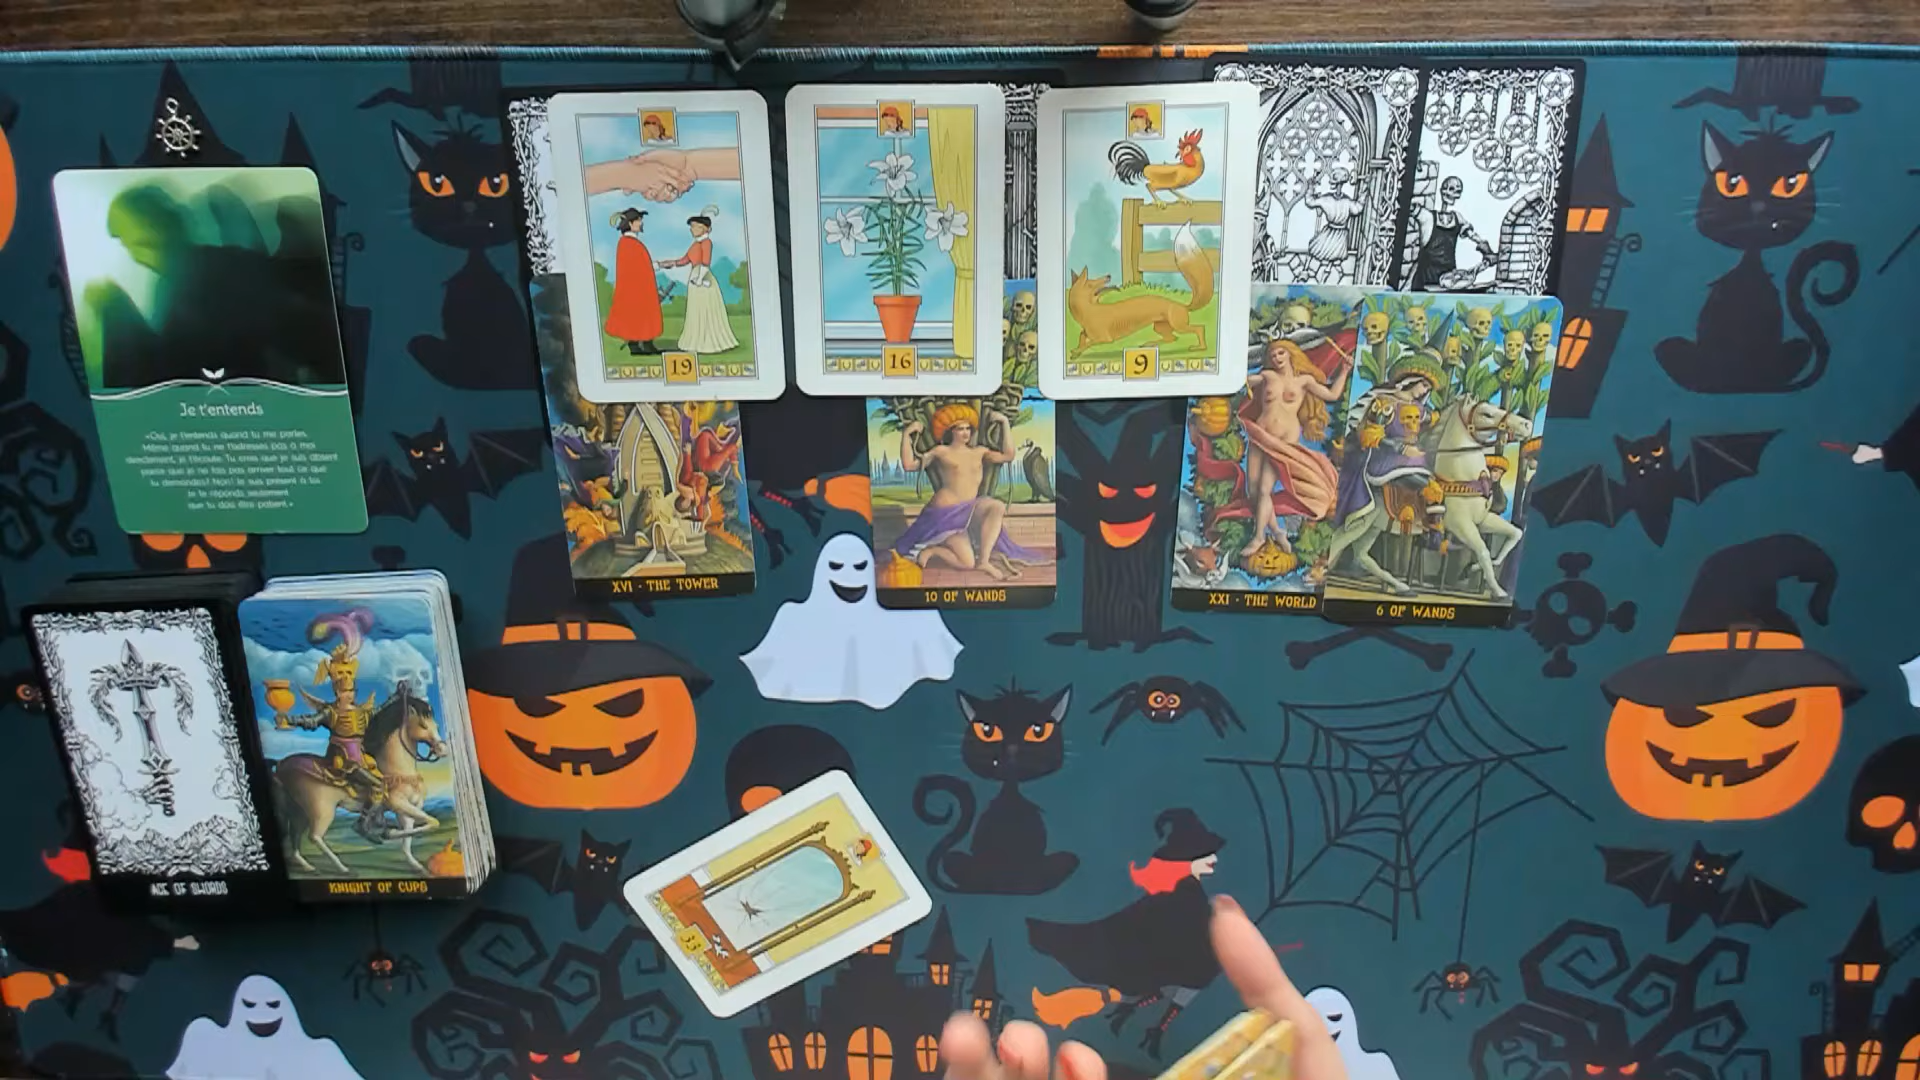 Je t'entends
«Oui, je t'entends quand tu me parles.
Même quand tu ne t'adresses pas à moi
directement, je t'écoute. Tu crois que je suis absent
parce que je ne fais pas arriver tout ce que
tu demandes? Non! Je suis présent à toi.
Je te réponds, seulement
que tu dois être patient.»
19
16
9
XVI · THE TOWER
10 OF WANDS
XXI · THE WORLD
6 OF WANDS
ACE OF SWORDS
KNIGHT OF CUPS
33